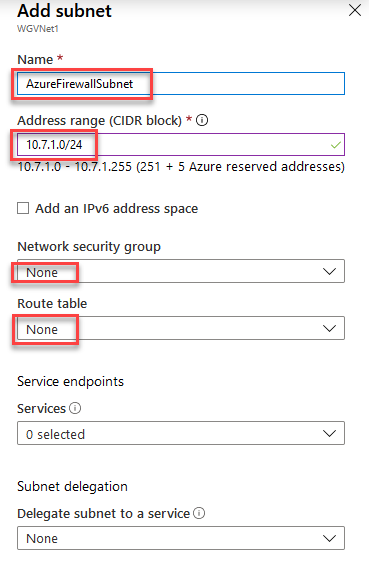 Add subnet
WGVNet1
Name *
AzureFirewallSubnet
Address range (CIDR block) *
10.7.1.0/24
10.7.1.0 - 10.7.1.255 (251 + 5 Azure reserved addresses)
Add an IPv6 address space
Network security group
None
Route table
None
Service endpoints
Services
0 selected
Subnet delegation
Delegate subnet to a service
None